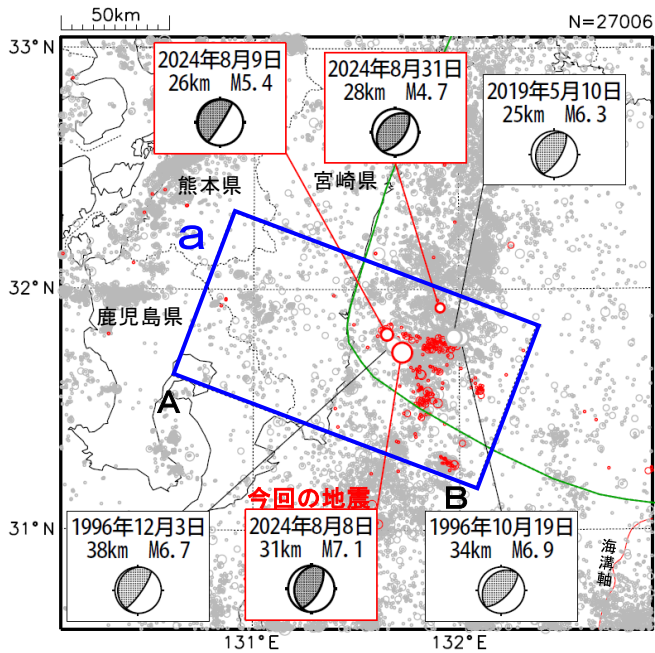 50km
N=27006
33°N
2024年8月9日
26km M5.4
2024年8月31日
28km M4.7
2019年5月10日
25km M6.3
熊本県
宮崎県
a
32°N
鹿児島県
A
B
今回の地震
1996年12月3日
38km M6.7
2024年8月8日
31km M7.1
1996年10月19日
34km M6.9
31°N
海溝軸
131°E
132°E